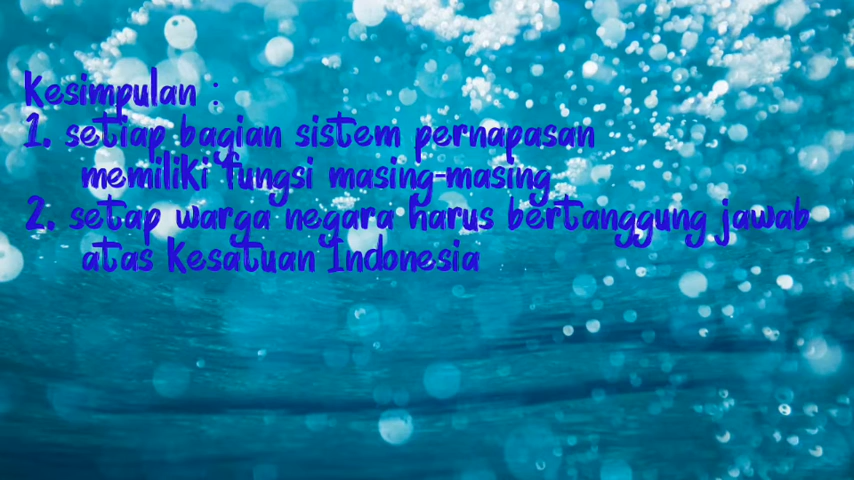 Kesimpulan :
1. setiap bagian sistem pernapasan
memiliki fungsi masing-masing
2. setap warga negara harus bertanggung jawab
atas Kesatuan Indonesia